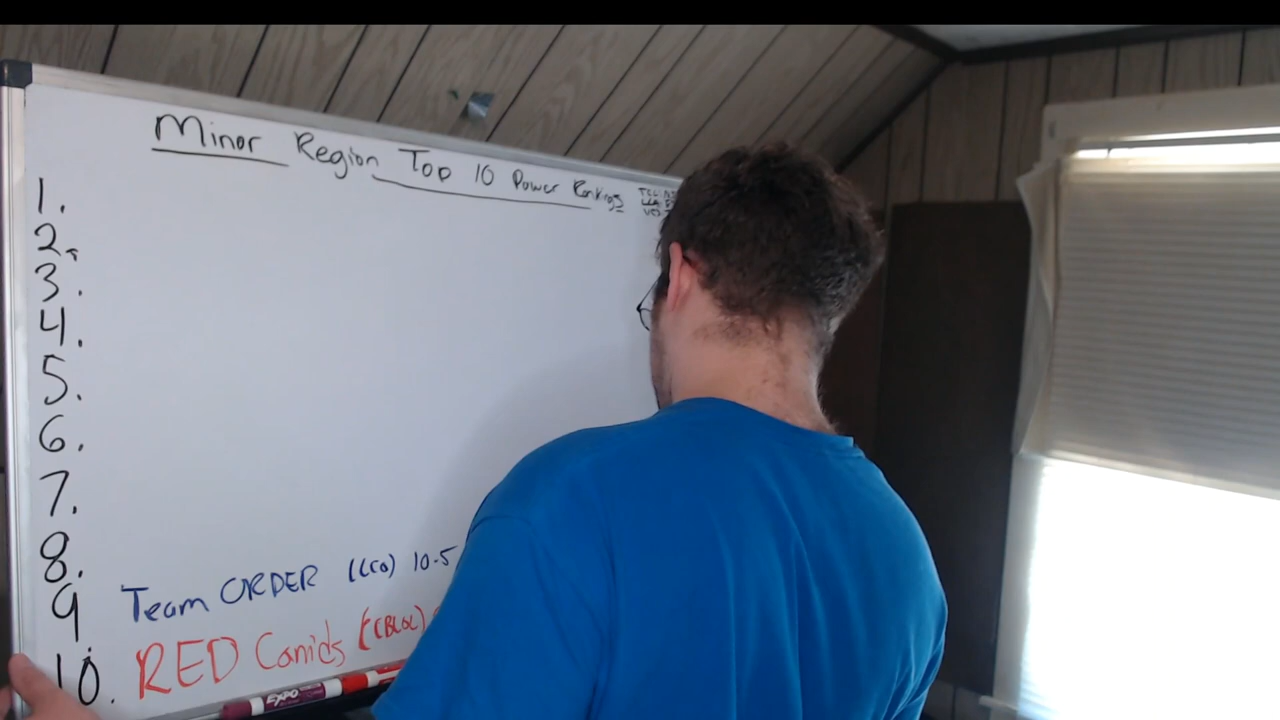 Minor Region Top 10 Power Rankings
1.
2.
3.
4.
5.
6.
7.
8.
9. Team ORDER (LCO) 10-5
10. RED Canids (CBLOL)
EXPO